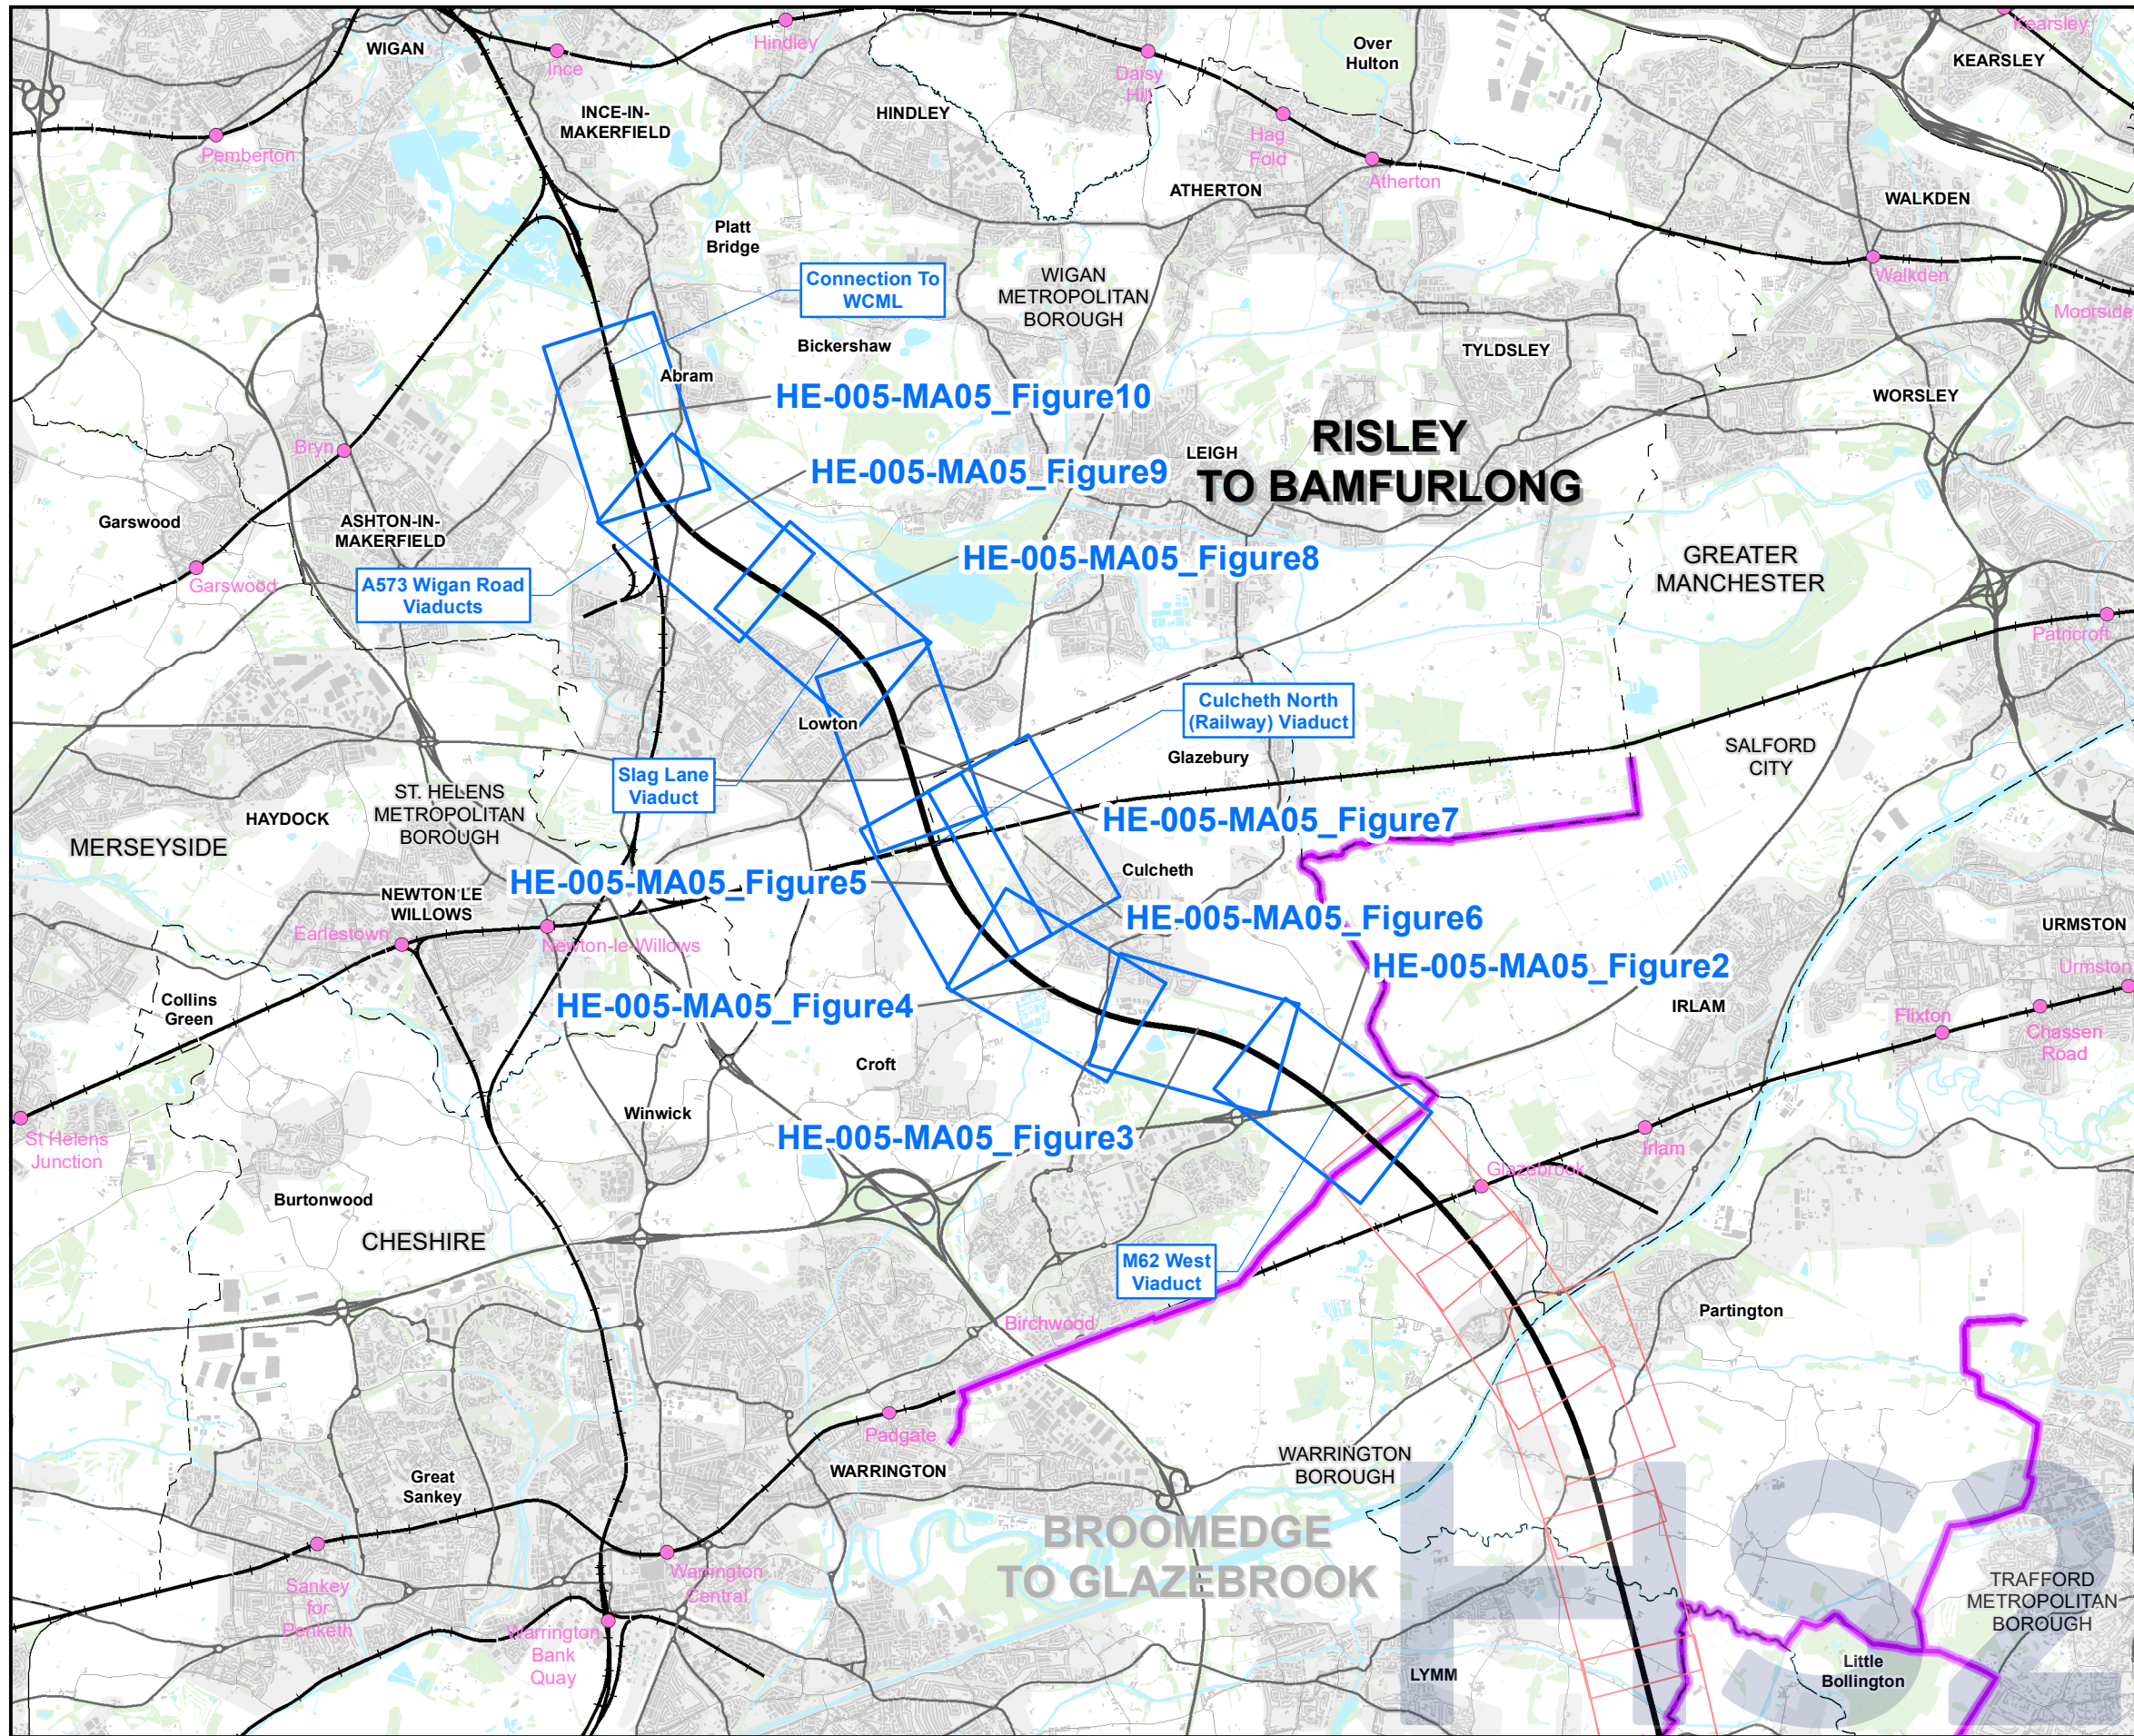 WIGAN
Ince
Hindley
Daisy
Hill
Over
Hulton
Kearsley
KEARSLEY
INCE-IN-
MAKERFIELD
HINDLEY
Hag
Fold
Pemberton
Atherton
ATHERTON
WALKDEN
Platt
Bridge
Connection To
WCML
WIGAN
METROPOLITAN
BOROUGH
Walkden
Moorside
Bickershaw
TYLDSLEY
Abram
HE-005-MA05_Figure10
WORSLEY
RISLEY
TO BAMFURLONG
Bryn
LEIGH
HE-005-MA05_Figure9
Garswood
ASHTON-IN-
MAKERFIELD
HE-005-MA05_Figure8
GREATER
MANCHESTER
Garswood
A573 Wigan Road
Viaducts
Patricroft
Culcheth North
(Railway) Viaduct
Lowton
Glazebury
SALFORD
CITY
Slag Lane
Viaduct
ST. HELENS
METROPOLITAN
BOROUGH
HAYDOCK
MERSEYSIDE
HE-005-MA05_Figure7
Culcheth
HE-005-MA05_Figure5
NEWTON LE
WILLOWS
Earlestown
Newton-le-Willows
HE-005-MA05_Figure6
URMSTON
HE-005-MA05_Figure2
Urmston
Collins
Green
HE-005-MA05_Figure4
IRLAM
Flixton
Chassen
Road
Croft
Winwick
St Helens
Junction
HE-005-MA05_Figure3
Irlam
Glazebrook
Burtonwood
CHESHIRE
M62 West
Viaduct
Partington
Birchwood
Padgate
WARRINGTON
WARRINGTON
BOROUGH
Great
Sankey
BROOMEDGE
TO GLAZEBROOK
HS2
Sankey
for
Penketh
Warrington
Central
Warrington
Bank
Quay
TRAFFORD
METROPOLITAN
BOROUGH
LYMM
Little
Bollington